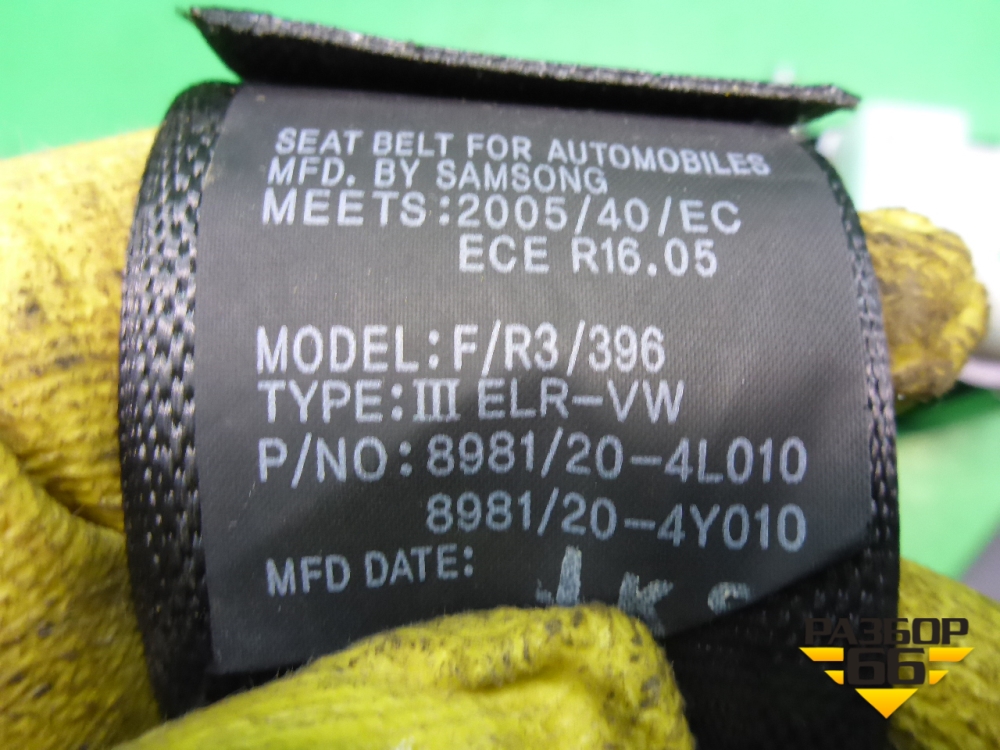 SEAT BELT FOR AUTOMOBILES
MFD. BY SAMSONG
MEETS:2005/40/EC
ECE R16.05
MODEL:F/R3/396
TYPE:III ELR-VW
P/NO:8981/20-4L010
8981/20-4Y010
MFD DATE:
РАЗБОР
66